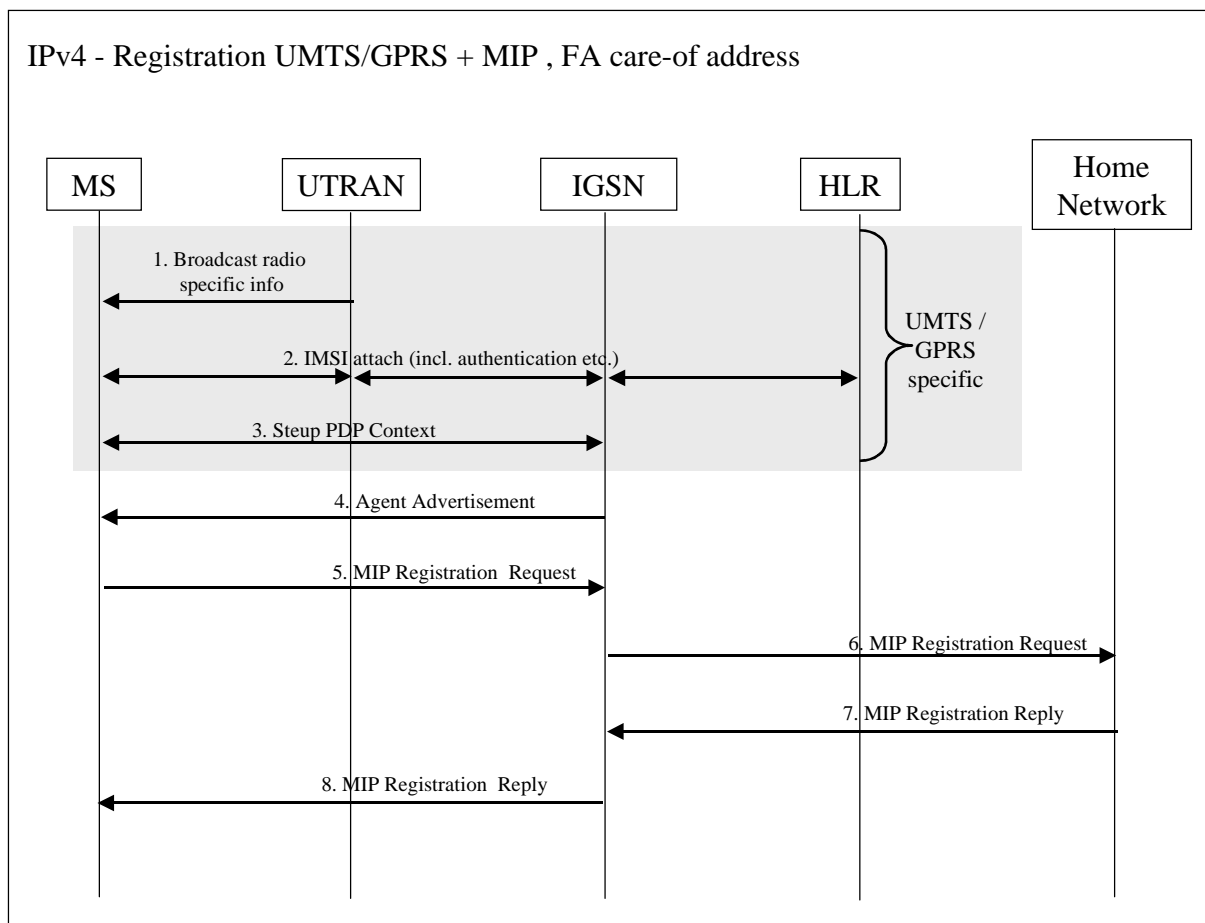 IPv4 - Registration UMTS/GPRS + MIP , FA care-of address
MS
UTRAN
IGSN
HLR
Home
Network
1. Broadcast radio
specific info
UMTS /
GPRS
specific
2. IMSI attach (incl. authentication etc.)
3. Steup PDP Context
4. Agent Advertisement
5. MIP Registration Request
6. MIP Registration Request
7. MIP Registration Reply
8. MIP Registration Reply